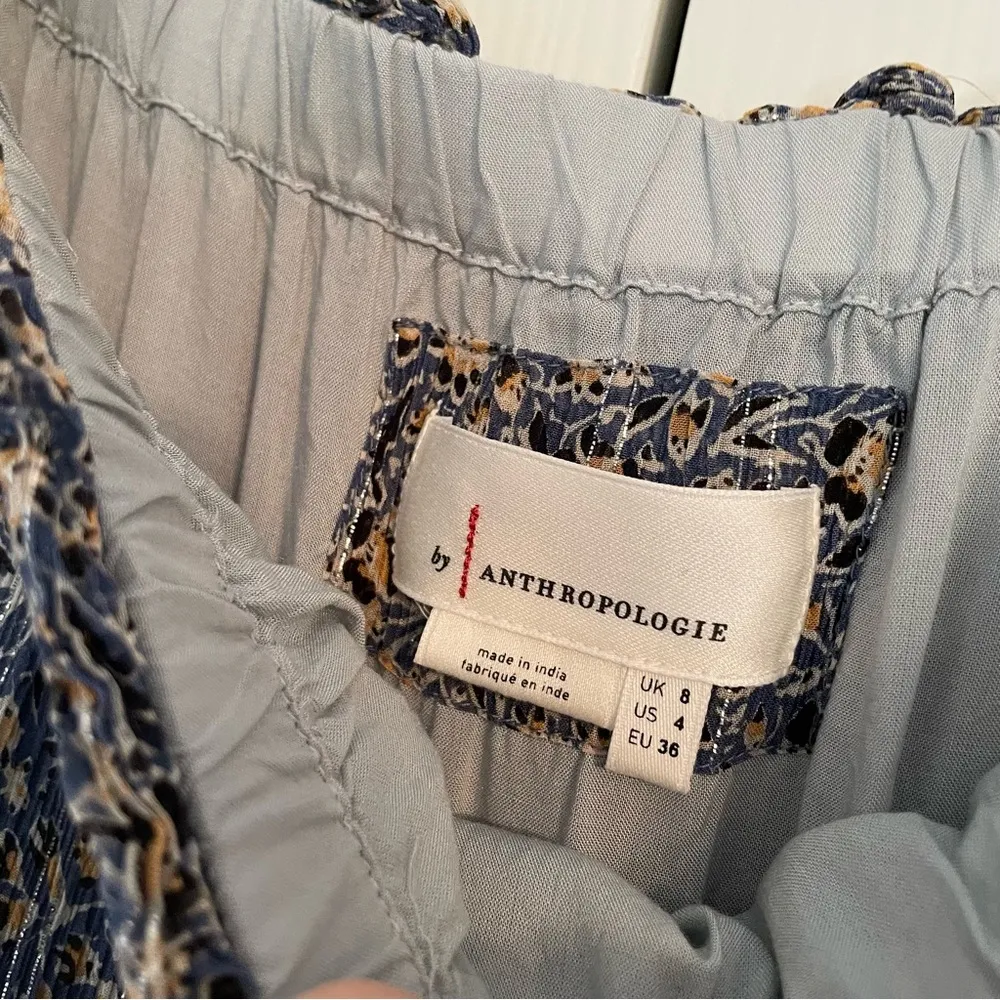 by ANTHROPOLOGIE
made in india
fabriqué en inde
UK 8
US 4
EU 36